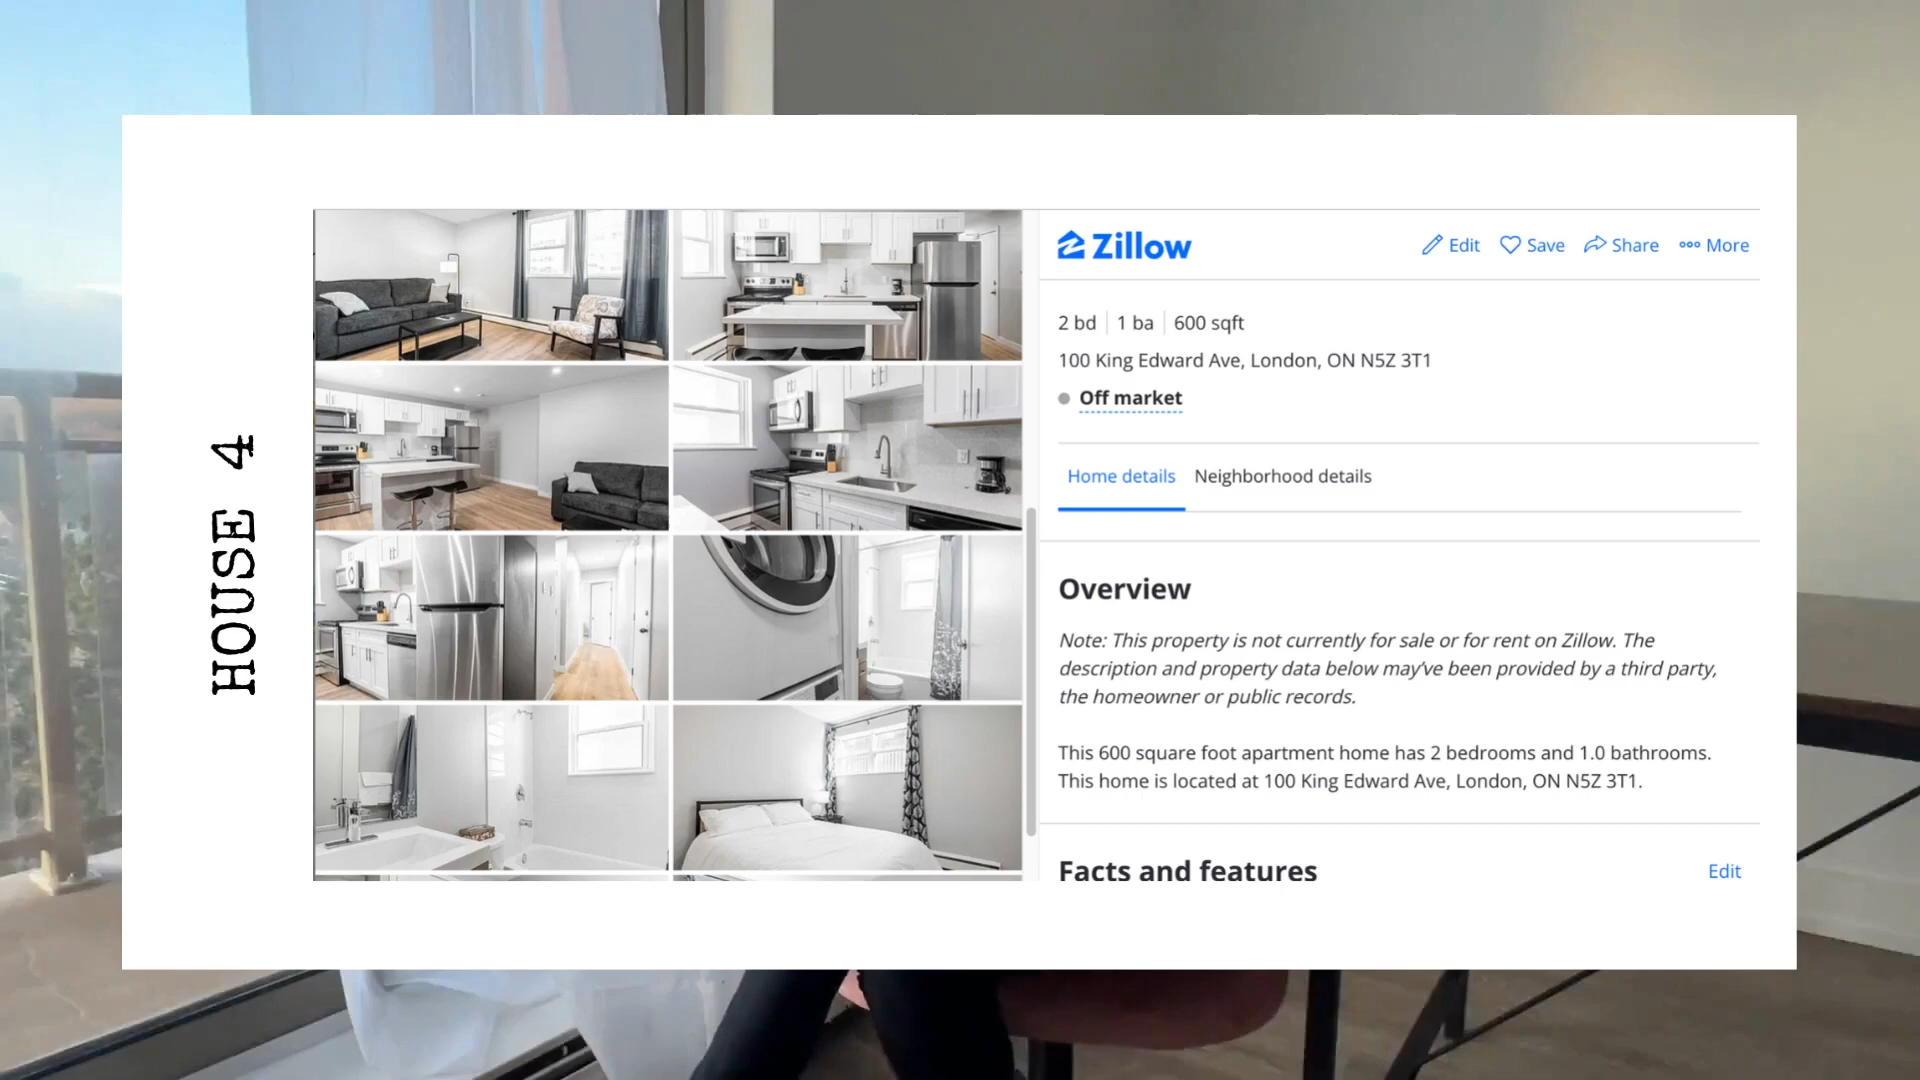 HOUSE 4
Zillow
Edit Save Share More
2 bd 1 ba 600 sqft
100 King Edward Ave, London, ON N5Z 3T1
Off market
Home details Neighborhood details
Overview
Note: This property is not currently for sale or for rent on Zillow. The
description and property data below may've been provided by a third party,
the homeowner or public records.
This 600 square foot apartment home has 2 bedrooms and 1.0 bathrooms.
This home is located at 100 King Edward Ave, London, ON N5Z 3T1.
Facts and features Edit